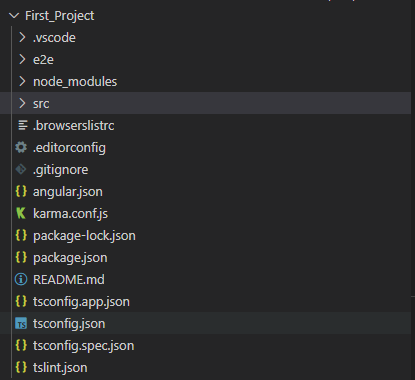 First_Project
.vscode
e2e
node_modules
src
.browserslistrc
.editorconfig
.gitignore
angular.json
karma.conf.js
package-lock.json
package.json
README.md
tsconfig.app.json
tsconfig.json
tsconfig.spec.json
tslint.json